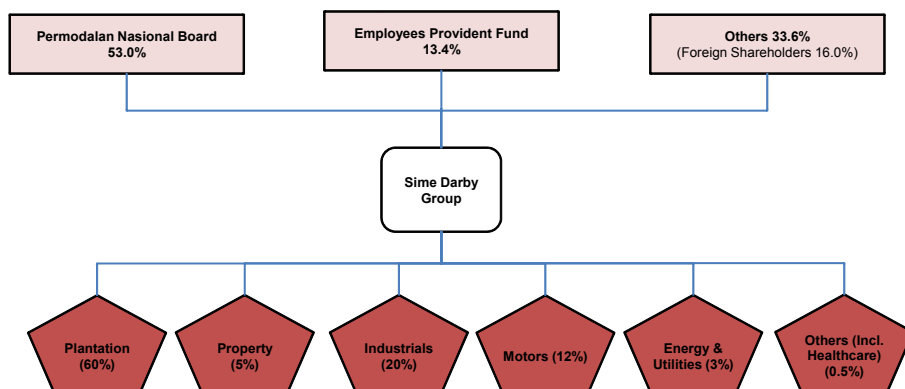 Permodalan Nasional Board
53.0%
Employees Provident Fund
13.4%
Others 33.6%
(Foreign Shareholders 16.0%)
Sime Darby
Group
Plantation
(60%)
Property
(5%)
Industrials
(20%)
Motors (12%)
Energy &
Utilities (3%)
Others (Incl.
Healthcare)
(0.5%)